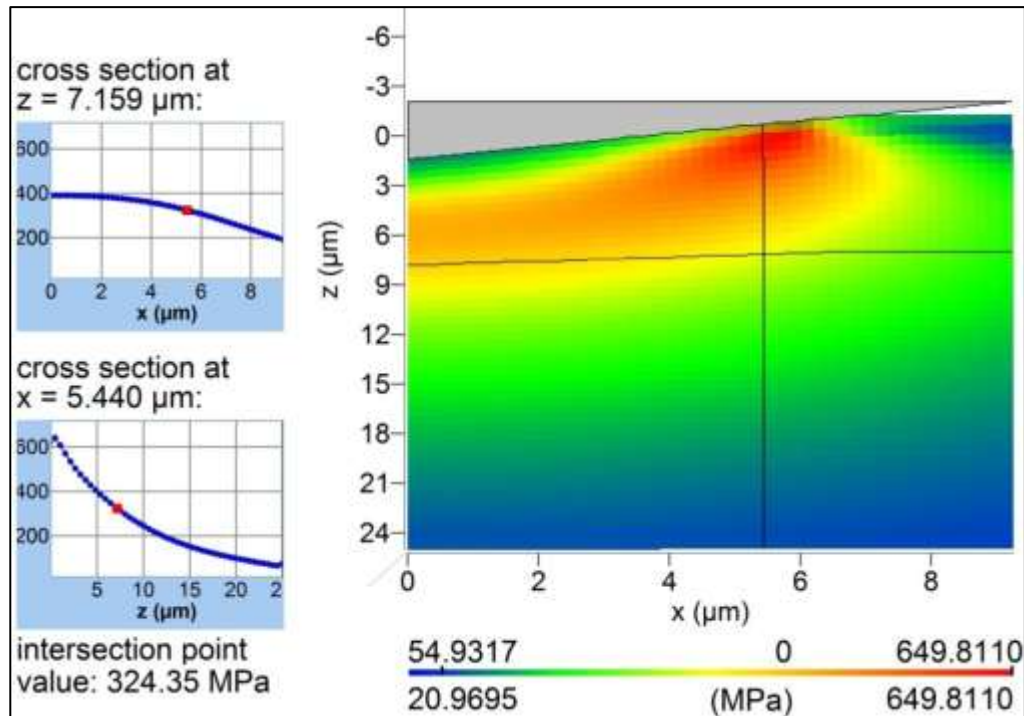 cross section at
z = 7.159 µm:
600
400
200
0 2 4 6 8
x (µm)
cross section at
x = 5.440 µm:
600
400
200
5 10 15 20 2
z (µm)
intersection point
value: 324.35 MPa
-6
-3
0
3
6
9
12
15
18
21
24
z (µm)
0 2 4 6 8
x (µm)
54.9317 0 649.8110
20.9695 (MPa) 649.8110